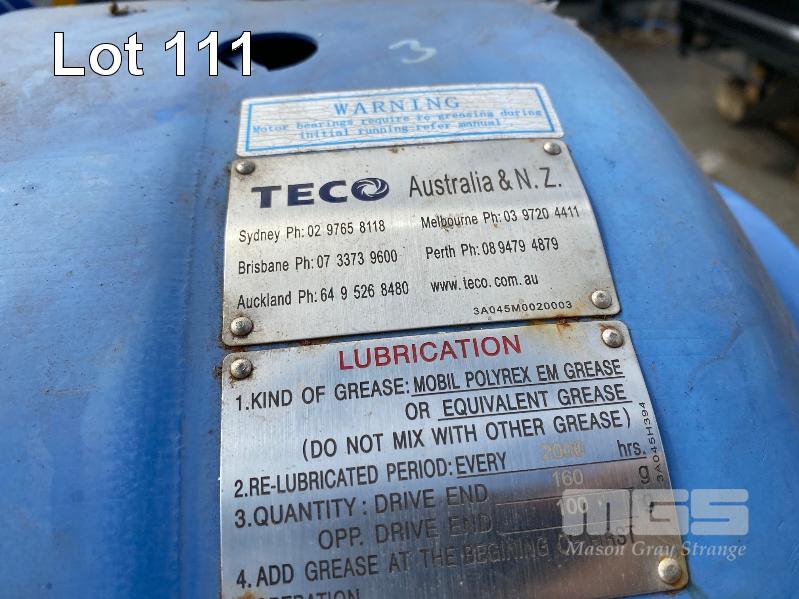 Lot 111
3
WARNING
Motor bearings require re-greasing during
initial running refer manual.
TECO Australia & N.Z.
Sydney Ph: 02 9765 8118 Melbourne Ph: 03 9720 4411
Brisbane Ph: 07 3373 9600 Perth Ph: 08 9479 4879
Auckland Ph: 64 9 526 8480 www.teco.com.au
3A045M0020003
LUBRICATION
1.KIND OF GREASE: MOBIL POLYREX EM GREASE
OR EQUIVALENT GREASE
(DO NOT MIX WITH OTHER GREASE)
2.RE-LUBRICATED PERIOD: EVERY 2000 hrs.
3.QUANTITY : DRIVE END 160 g
OPP. DRIVE END 100
4. ADD GREASE AT THE BEGINING OF FIRST
OPERATION
3A045H394
MGS
Mason Gray Strange